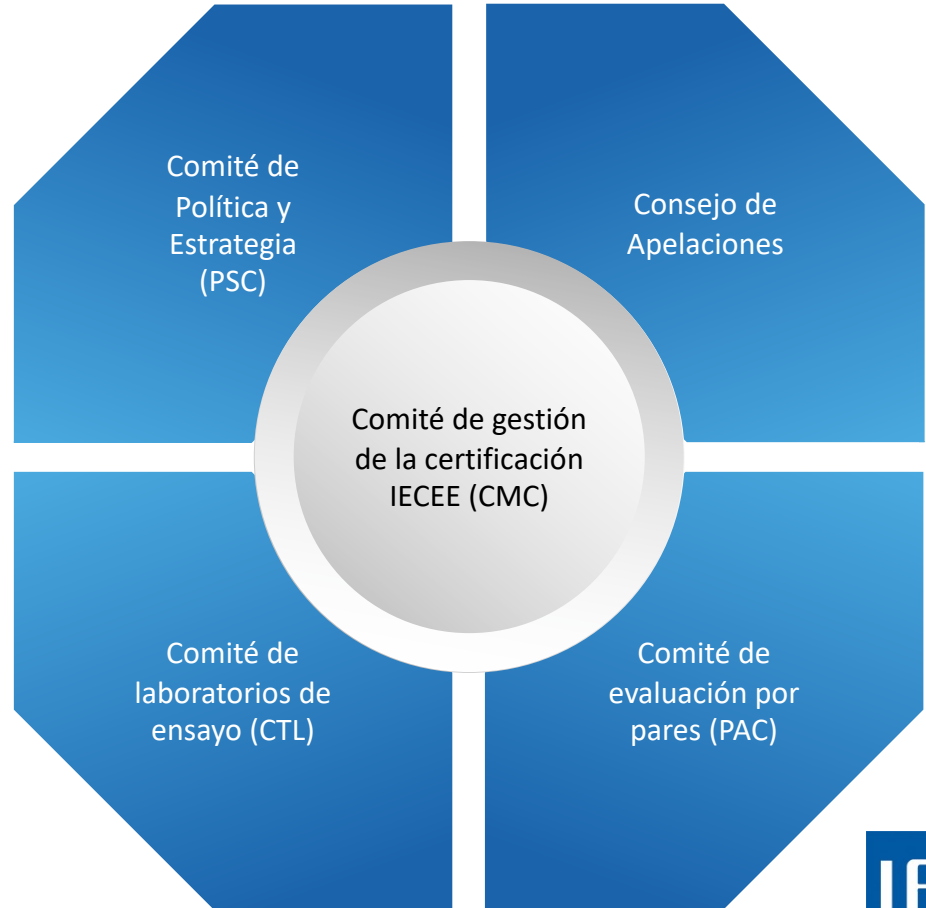 Comité de
Política y
Estrategia
(PSC)
Consejo de
Apelaciones
Comité de gestión
de la certificación
IECEE (CMC)
Comité de
laboratorios de
ensayo (CTL)
Comité de
evaluación por
pares (PAC)